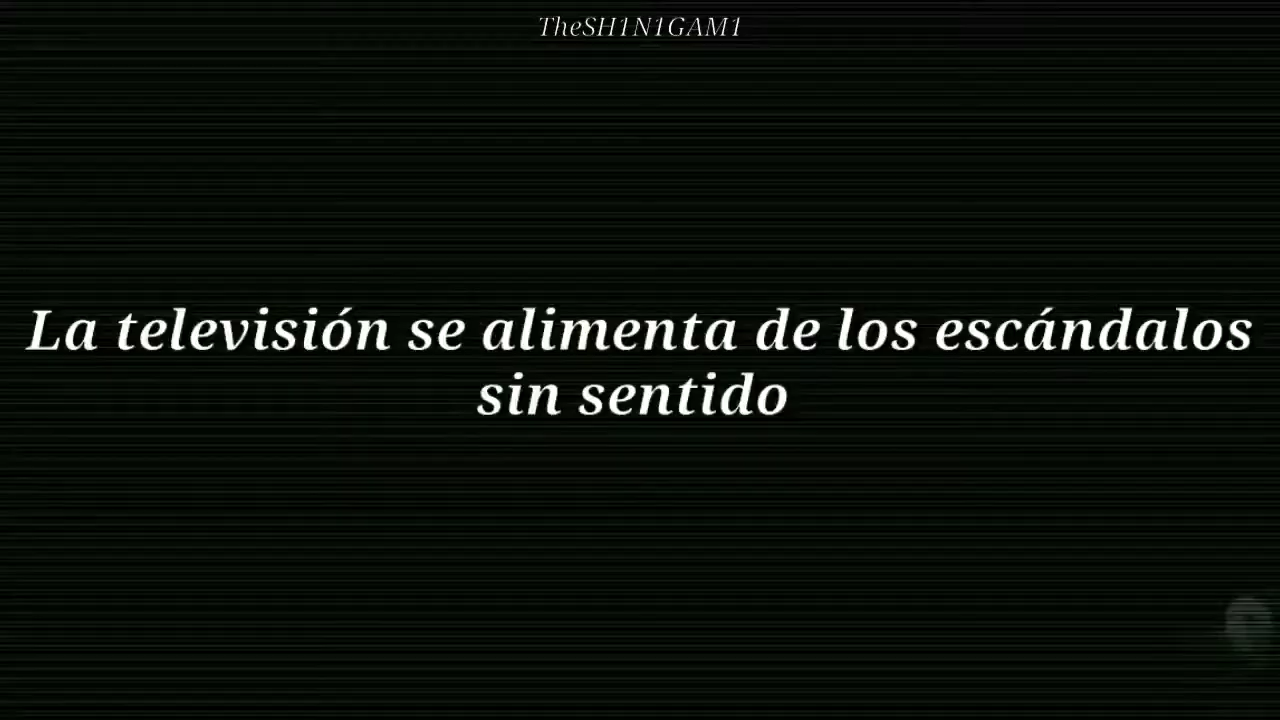 TheSH1N1GAM1
La televisión se alimenta de los escándalos
sin sentido